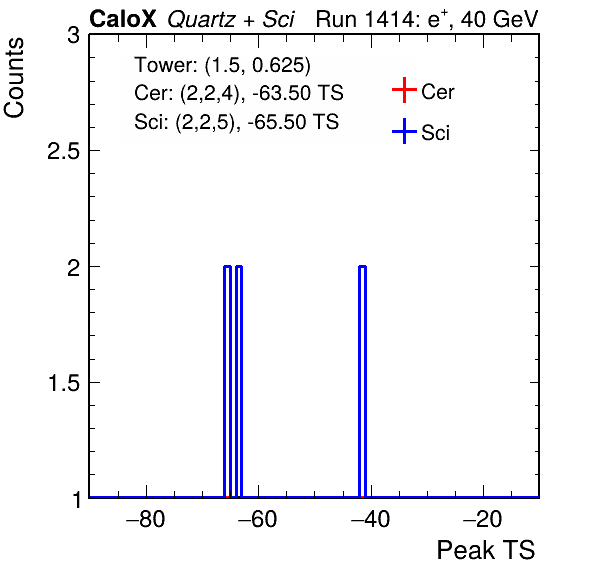 CaloX Quartz + Sci Run 1414: e⁺, 40 GeV
Counts
3
2.5
2
1.5
1
Tower: (1.5, 0.625)
Cer: (2,2,4), -63.50 TS
Sci: (2,2,5), -65.50 TS
Cer
Sci
−80 −60 −40 −20
Peak TS